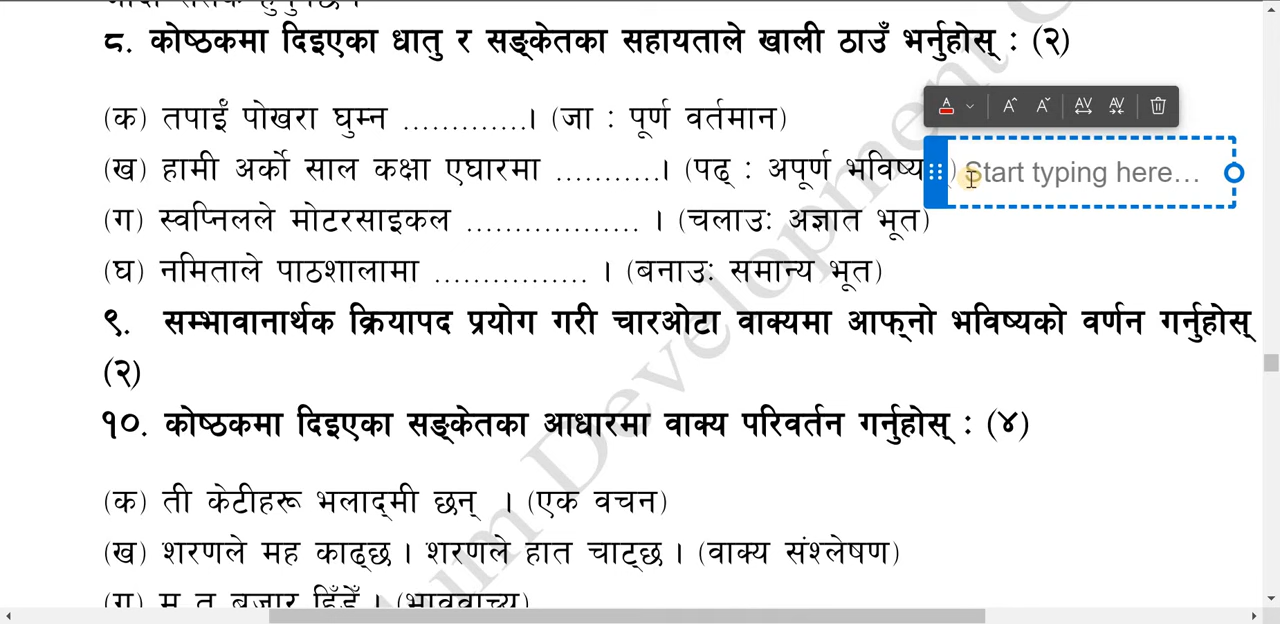 ८. कोष्ठकमा दिइएका धातु र सङ्केतका सहायताले खाली ठाउँ भर्नुहोस् : (२)
(क) तपाईँ पोखरा घुम्न .............। (जा : पूर्ण वर्तमान)
(ख) हामी अर्को साल कक्षा एघारमा ...........। (पढ् : अपूर्ण भविष्य) Start typing here...
(ग) स्वप्निलले मोटरसाइकल .................. । (चलाउः अज्ञात भूत)
(घ) नमिताले पाठशालामा ................ । (बनाउः समान्य भूत)
९. सम्भावानार्थक क्रियापद प्रयोग गरी चारओटा वाक्यमा आफ्नो भविष्यको वर्णन गर्नुहोस्
(२)
१०. कोष्ठकमा दिइएका सङ्केतका आधारमा वाक्य परिवर्तन गर्नुहोस् : (४)
(क) ती केटीहरू भलाद्मी छन् । (एक वचन)
(ख) शरणले मह काढ्छ । शरणले हात चाट्छ । (वाक्य संश्लेषण)
(ग) म त बजार हिँडेँ । (भाववाच्य)